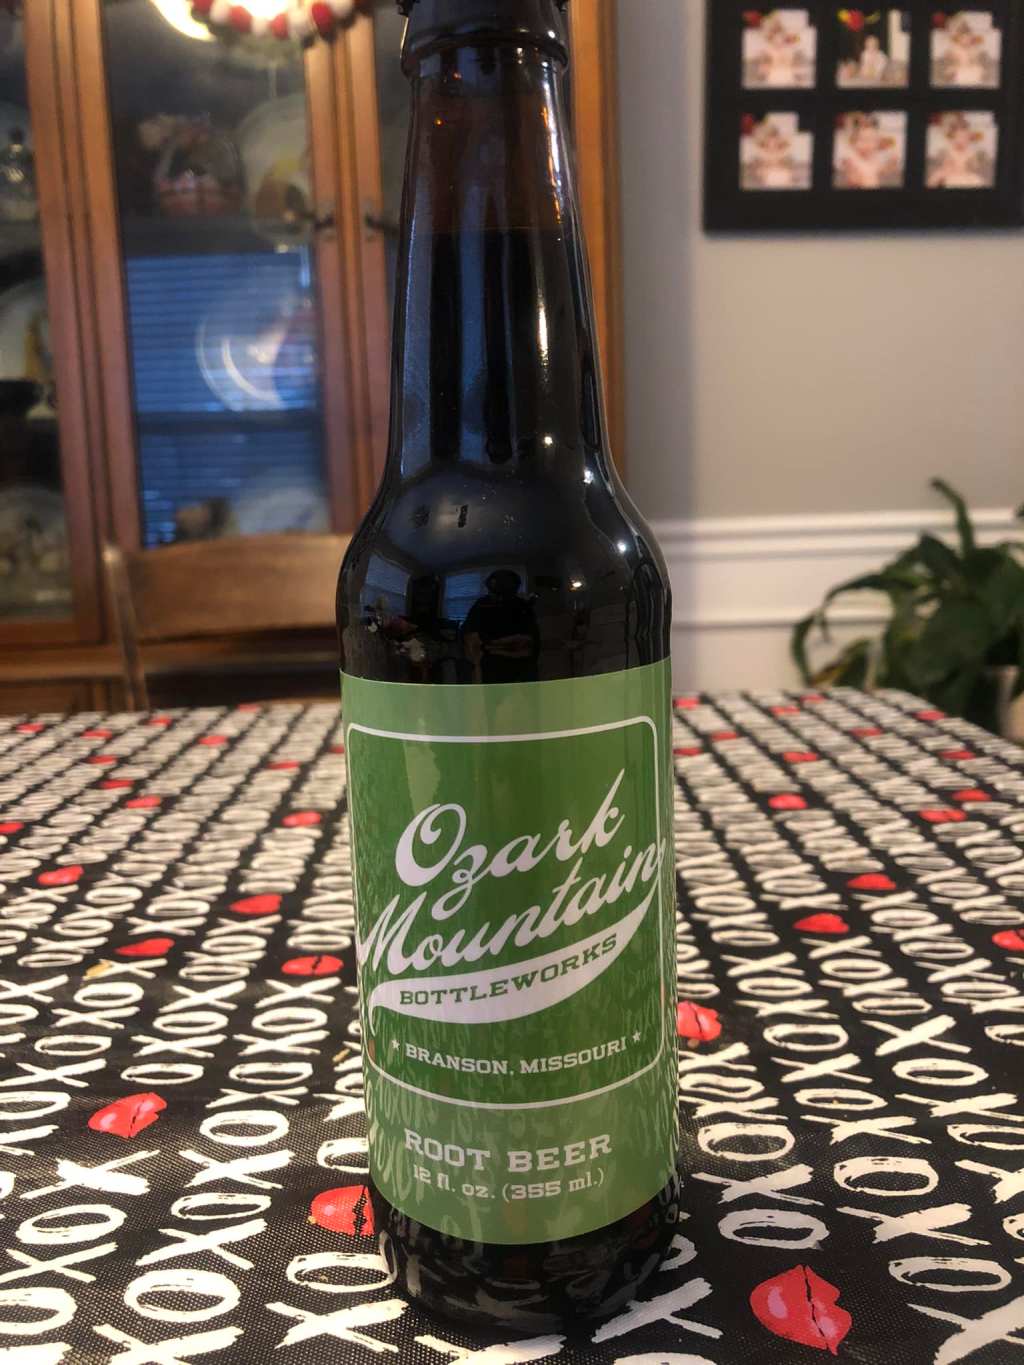 Ozark
Mountain
BOTTLEWORKS
★ BRANSON, MISSOURI ★
ROOT BEER
12 fl. oz. (355 ml.)